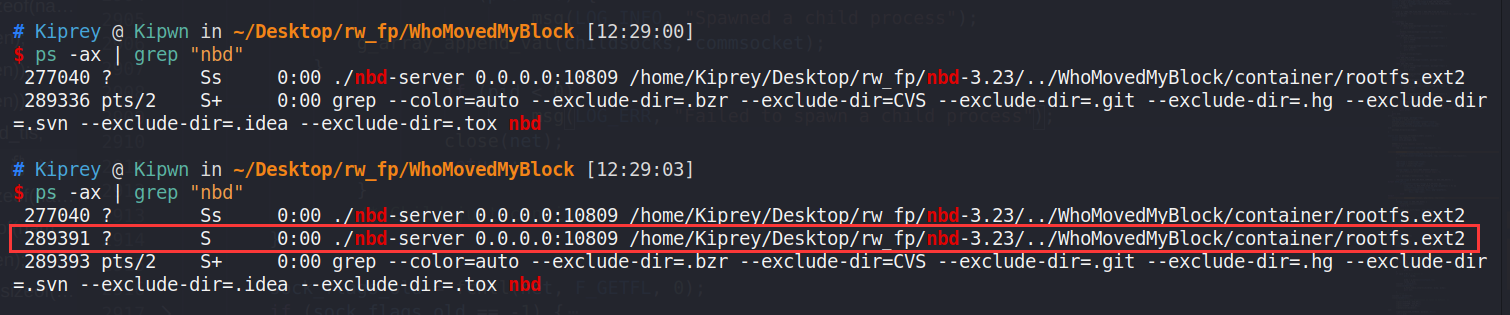 # Kiprey @ Kipwn in ~/Desktop/rw_fp/WhoMovedMyBlock [12:29:00]
$ ps -ax | grep "nbd"
 277040 ?        Ss     0:00 ./nbd-server 0.0.0.0:10809 /home/Kiprey/Desktop/rw_fp/nbd-3.23/../WhoMovedMyBlock/container/rootfs.ext2
 289336 pts/2    S+     0:00 grep --color=auto --exclude-dir=.bzr --exclude-dir=CVS --exclude-dir=.git --exclude-dir=.hg --exclude-dir
=.svn --exclude-dir=.idea --exclude-dir=.tox nbd
# Kiprey @ Kipwn in ~/Desktop/rw_fp/WhoMovedMyBlock [12:29:03]
$ ps -ax | grep "nbd"
 277040 ?        Ss     0:00 ./nbd-server 0.0.0.0:10809 /home/Kiprey/Desktop/rw_fp/nbd-3.23/../WhoMovedMyBlock/container/rootfs.ext2
 289391 ?        S      0:00 ./nbd-server 0.0.0.0:10809 /home/Kiprey/Desktop/rw_fp/nbd-3.23/../WhoMovedMyBlock/container/rootfs.ext2
 289393 pts/2    S+     0:00 grep --color=auto --exclude-dir=.bzr --exclude-dir=CVS --exclude-dir=.git --exclude-dir=.hg --exclude-dir
=.svn --exclude-dir=.idea --exclude-dir=.tox nbd